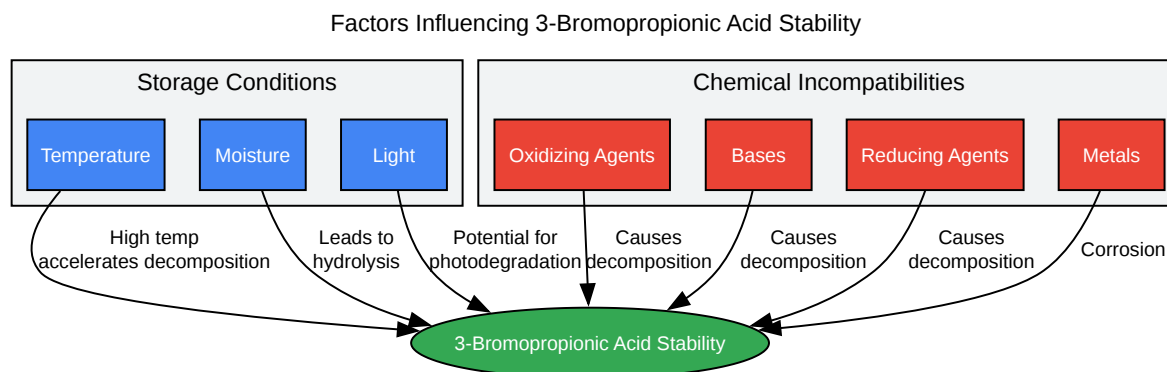 Factors Influencing 3-Bromopropionic Acid Stability
Storage Conditions
Chemical Incompatibilities
Temperature
Moisture
Light
Oxidizing Agents
Bases
Reducing Agents
Metals
High temp
accelerates decomposition
Leads to
hydrolysis
Potential for
photodegradation
Causes
decomposition
Causes
decomposition
Causes
decomposition
Corrosion
3-Bromopropionic Acid Stability